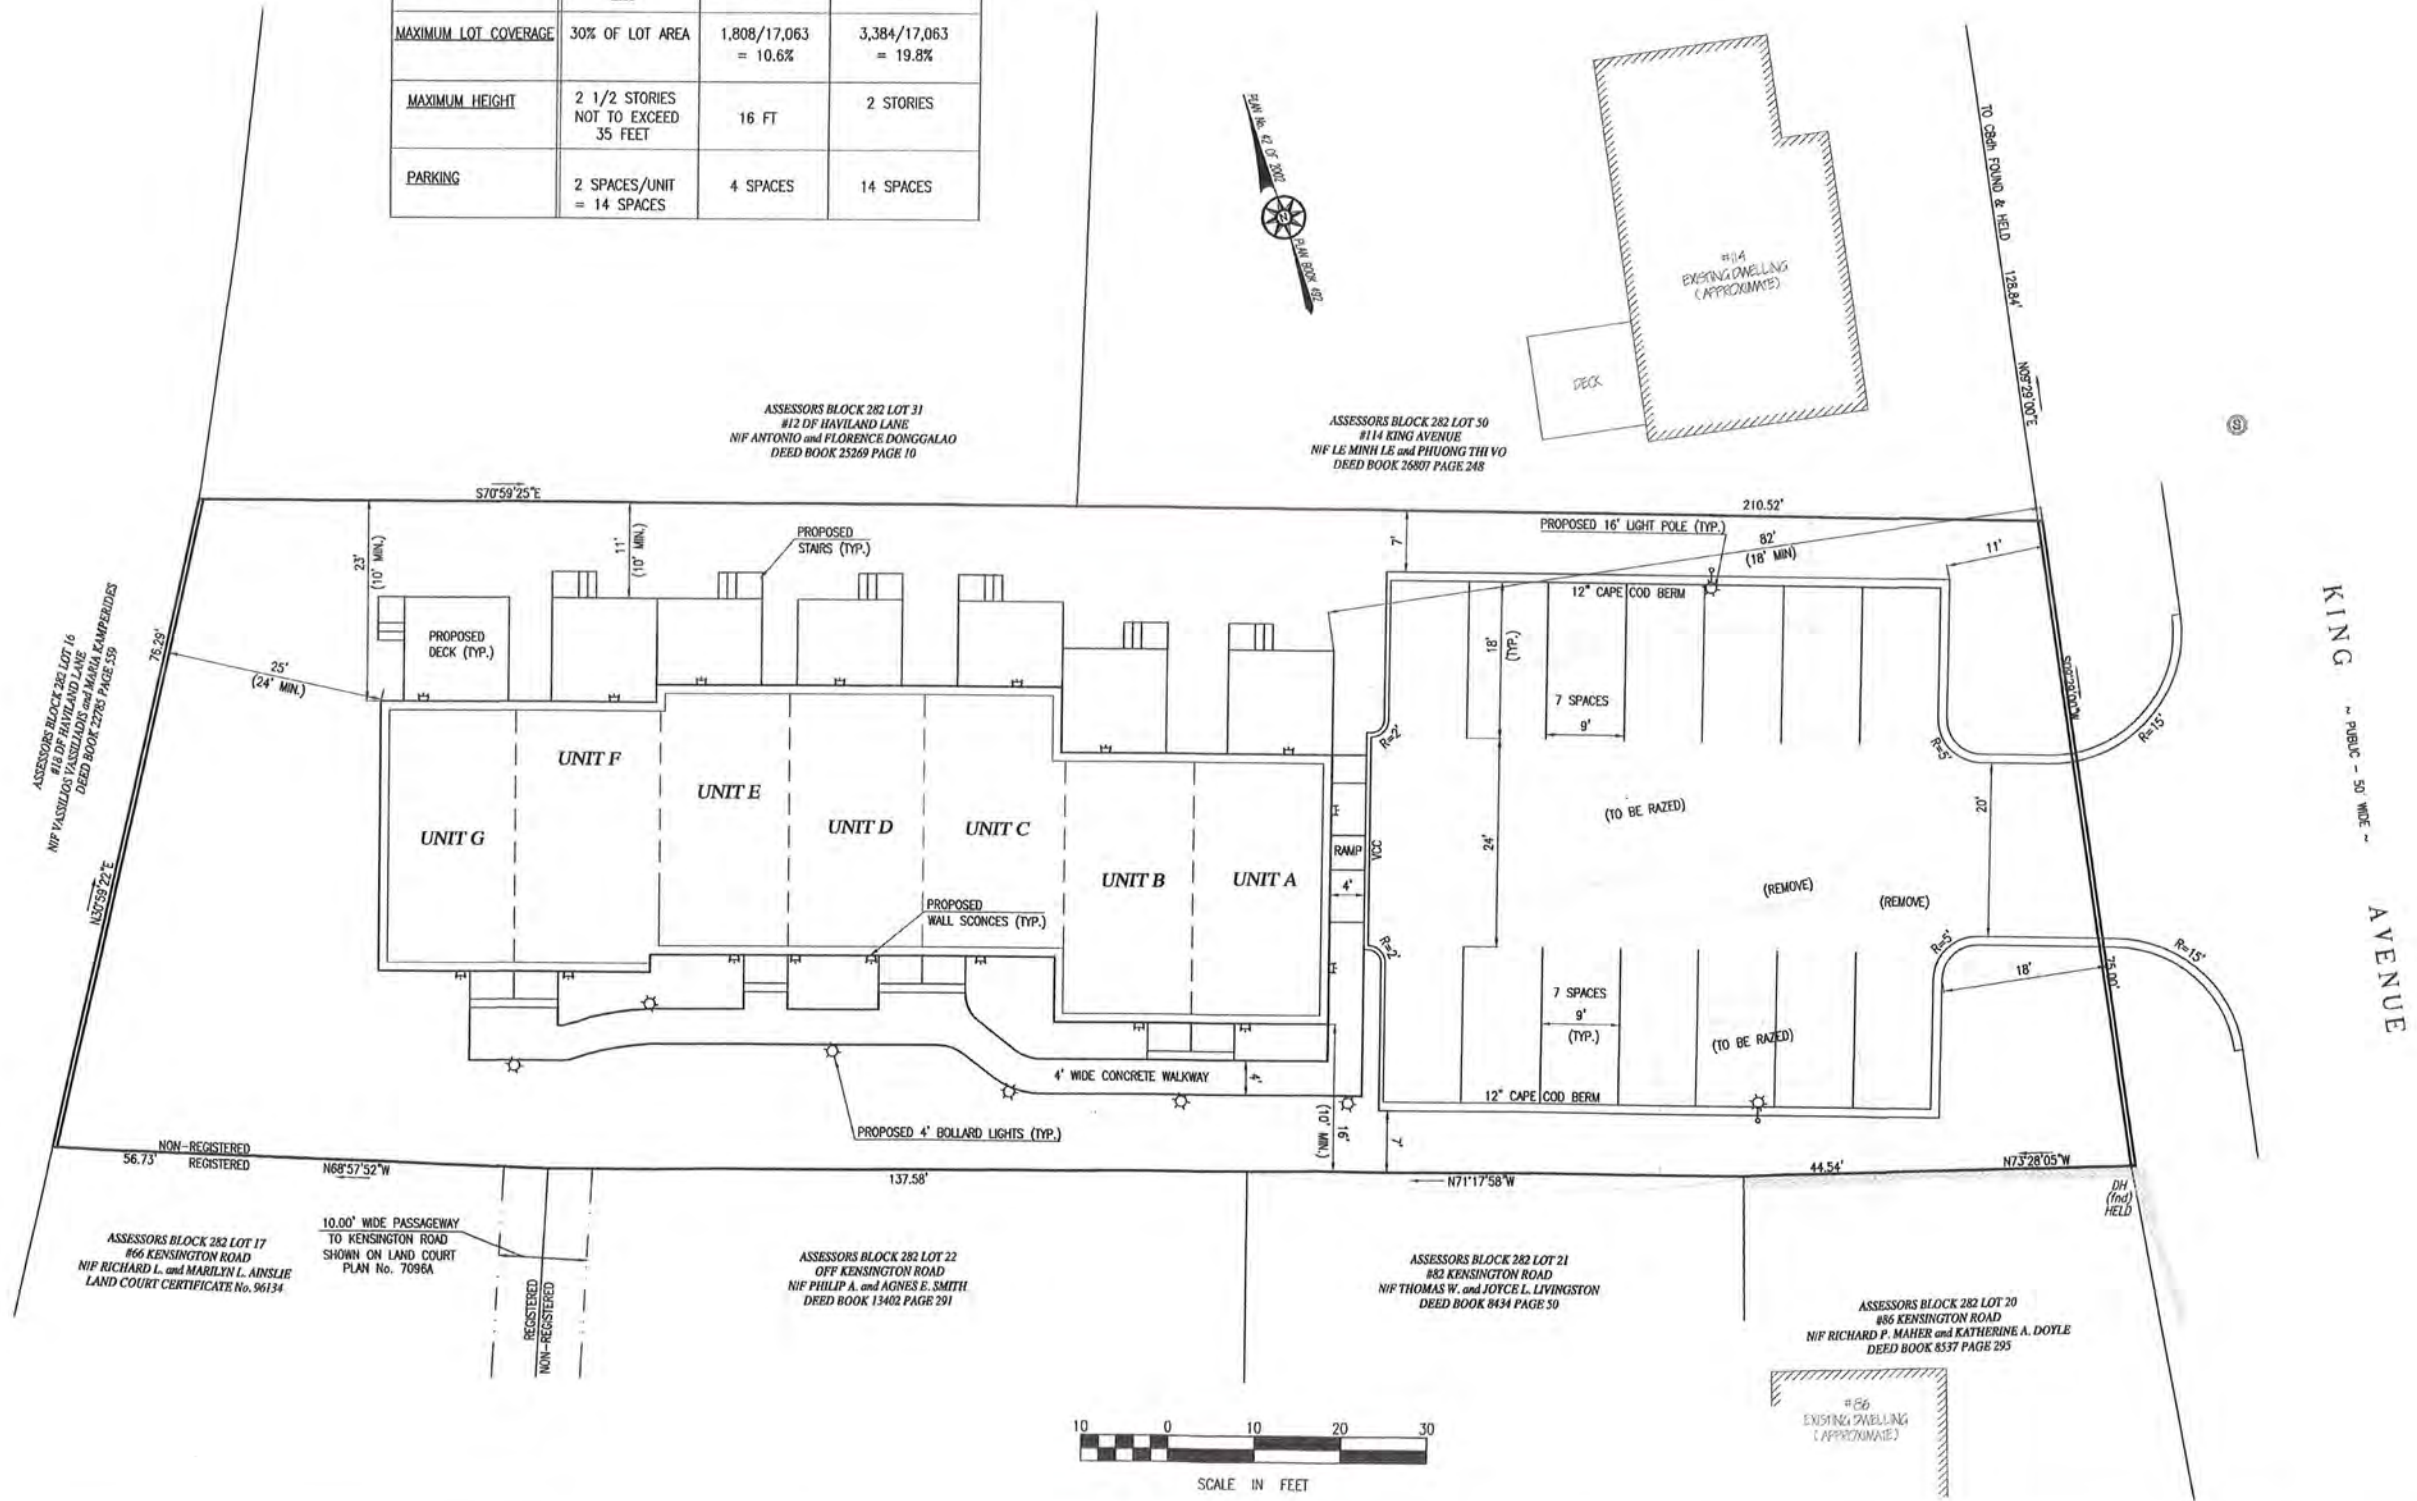 MAXIMUM LOT COVERAGE
30% OF LOT AREA
1,808/17,063
= 10.6%
3,384/17,063
= 19.8%
MAXIMUM HEIGHT
2 1/2 STORIES
NOT TO EXCEED
35 FEET
16 FT
2 STORIES
PARKING
2 SPACES/UNIT
= 14 SPACES
4 SPACES
14 SPACES
PLAN No. 42 OF 2002
N
PLAN BOOK 492
#114
EXISTING DWELLING
(APPROXIMATE)
DECK
TO CBdh FOUND & HELD 128.84'
N09°29'00"E
S
ASSESSORS BLOCK 282 LOT 31
#12 DF HAVILAND LANE
N/F ANTONIO and FLORENCE DONGGALAO
DEED BOOK 25269 PAGE 10
ASSESSORS BLOCK 282 LOT 50
#114 KING AVENUE
N/F LE MINH LE and PHUONG THI VO
DEED BOOK 26807 PAGE 248
S70°59'25"E
210.52'
23'
(10' MIN.)
11'
(10' MIN.)
PROPOSED
STAIRS (TYP.)
7'
PROPOSED 16' LIGHT POLE (TYP.)
82'
(18' MIN)
11'
ASSESSORS BLOCK 282 LOT 16
#18 DF HAVILAND LANE
N/F VASSILIOS VASSILIADIS and MARIA KAMPERIDES
DEED BOOK 22785 PAGE 559
76.29'
N30°59'22"E
25'
(24' MIN.)
PROPOSED
DECK (TYP.)
12" CAPE COD BERM
18'
(TYP.)
7 SPACES
9'
R=2'
R=5'
R=15'
S09°29'00"W
KING ~ PUBLIC - 50' WIDE ~ AVENUE
UNIT G
UNIT F
UNIT E
UNIT D
UNIT C
UNIT B
UNIT A
RAMP
VCC
4'
24'
(TO BE RAZED)
(REMOVE)
(REMOVE)
20'
PROPOSED
WALL SCONCES (TYP.)
R=2'
R=5'
R=15'
18'
75.00'
7 SPACES
9'
(TYP.)
(TO BE RAZED)
4' WIDE CONCRETE WALKWAY
4'
12" CAPE COD BERM
PROPOSED 4' BOLLARD LIGHTS (TYP.)
16'
(10' MIN.)
7'
NON-REGISTERED
56.73' REGISTERED
N68°57'52"W
137.58'
N71°17'58"W
44.54'
N73°28'05"W
DH
(fnd)
HELD
ASSESSORS BLOCK 282 LOT 17
#66 KENSINGTON ROAD
N/F RICHARD L. and MARILYN L. AINSLIE
LAND COURT CERTIFICATE No. 96134
10.00' WIDE PASSAGEWAY
TO KENSINGTON ROAD
SHOWN ON LAND COURT
PLAN No. 7096A
REGISTERED
NON-REGISTERED
ASSESSORS BLOCK 282 LOT 22
OFF KENSINGTON ROAD
N/F PHILIP A. and AGNES E. SMITH
DEED BOOK 13402 PAGE 291
ASSESSORS BLOCK 282 LOT 21
#82 KENSINGTON ROAD
N/F THOMAS W. and JOYCE L. LIVINGSTON
DEED BOOK 8434 PAGE 50
ASSESSORS BLOCK 282 LOT 20
#86 KENSINGTON ROAD
N/F RICHARD P. MAHER and KATHERINE A. DOYLE
DEED BOOK 8537 PAGE 295
#86
EXISTING DWELLING
(APPROXIMATE)
10 0 10 20 30
SCALE IN FEET